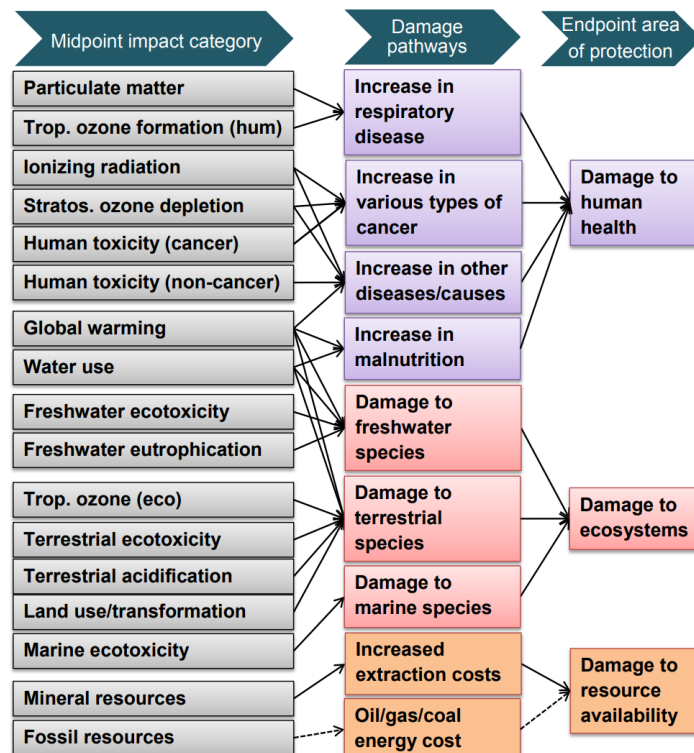 Midpoint impact category
Damage
pathways
Endpoint area
of protection
Particulate matter
Trop. ozone formation (hum)
Ionizing radiation
Stratos. ozone depletion
Human toxicity (cancer)
Human toxicity (non-cancer)
Global warming
Water use
Freshwater ecotoxicity
Freshwater eutrophication
Trop. ozone (eco)
Terrestrial ecotoxicity
Terrestrial acidification
Land use/transformation
Marine ecotoxicity
Mineral resources
Fossil resources
Increase in
respiratory
disease
Increase in
various types of
cancer
Increase in other
diseases/causes
Increase in
malnutrition
Damage to
freshwater
species
Damage to
terrestrial
species
Damage to
marine species
Increased
extraction costs
Oil/gas/coal
energy cost
Damage to
human
health
Damage to
ecosystems
Damage to
resource
availability